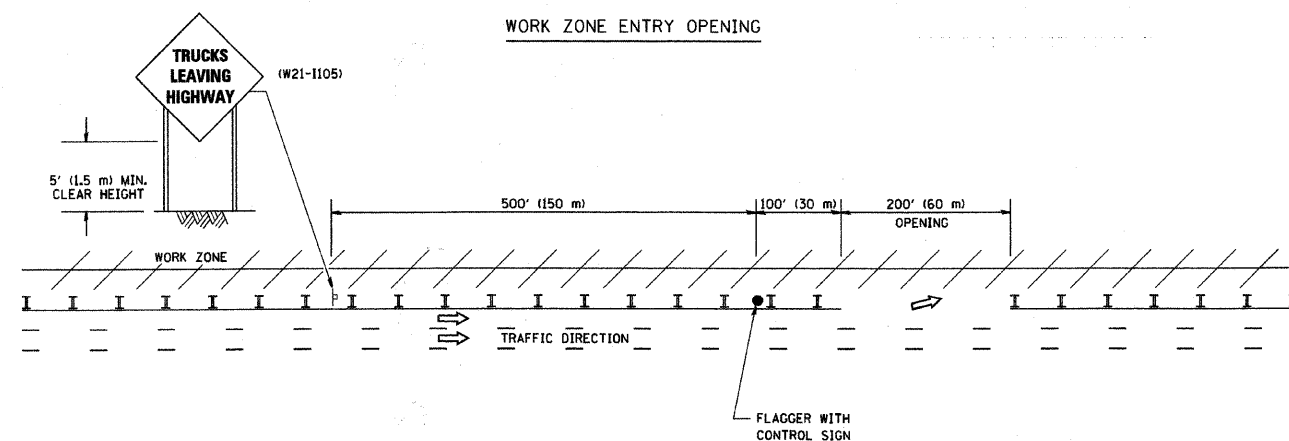 WORK ZONE ENTRY OPENING
TRUCKS
LEAVING
HIGHWAY
(W21-I105)
5' (1.5 m) MIN.
CLEAR HEIGHT
500' (150 m)
100' (30 m)
200' (60 m)
OPENING
WORK ZONE
TRAFFIC DIRECTION
FLAGGER WITH
CONTROL SIGN